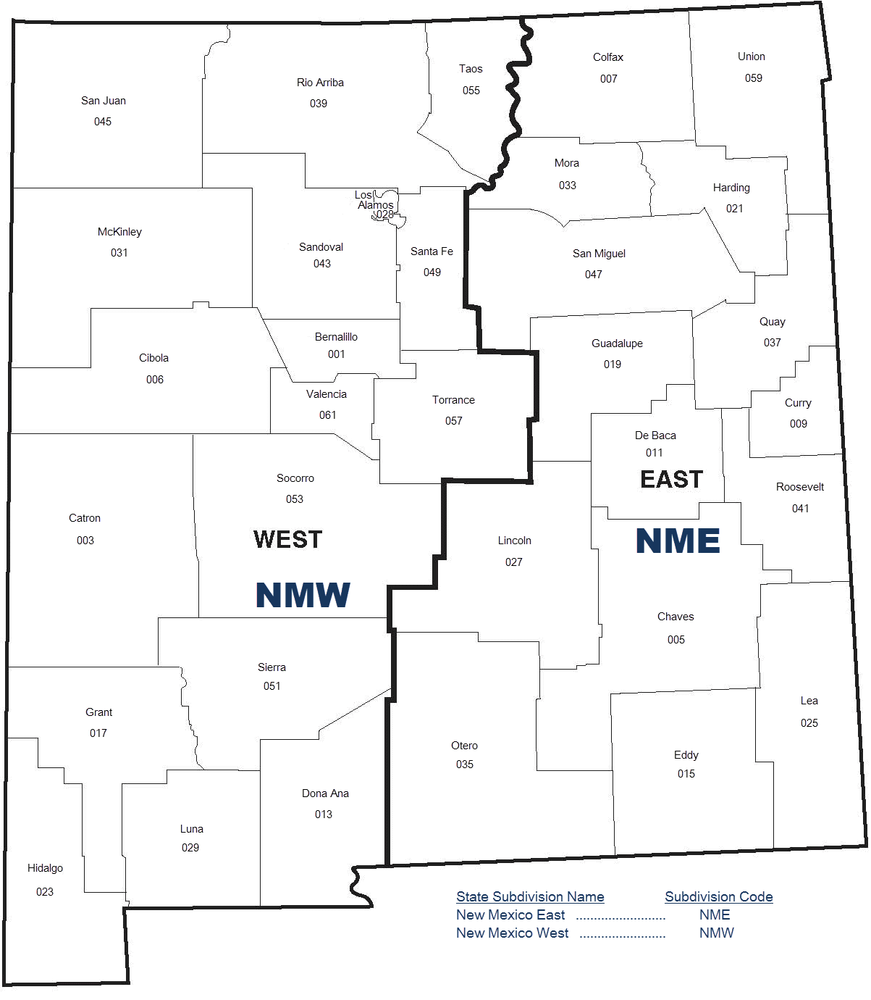 Colfax
007
Union
059
Taos
055
Rio Arriba
039
San Juan
045
Mora
033
Harding
021
Los
Alamos
028
McKinley
031
Sandoval
043
Santa Fe
049
San Miguel
047
Quay
037
Guadalupe
019
Bernalillo
001
Cibola
006
Valencia
061
Torrance
057
Curry
009
De Baca
011
EAST
NME
Roosevelt
041
Socorro
053
WEST
NMW
Catron
003
Lincoln
027
Chaves
005
Sierra
051
Grant
017
Lea
025
Otero
035
Eddy
015
Dona Ana
013
Luna
029
Hidalgo
023
State Subdivision Name Subdivision Code
New Mexico East ......................... NME
New Mexico West ........................ NMW